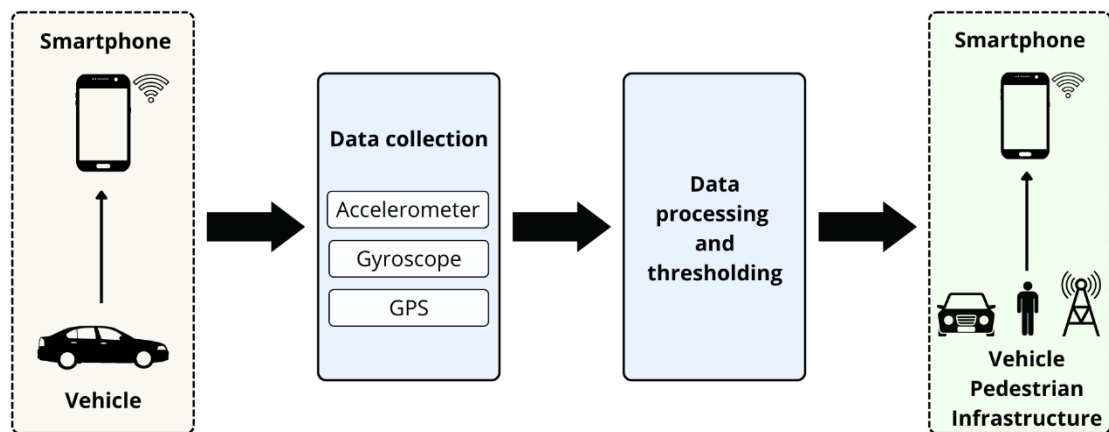 Smartphone
Vehicle
Data collection
Accelerometer
Gyroscope
GPS
Data
processing
and
thresholding
Smartphone
Vehicle
Pedestrian
Infrastructure